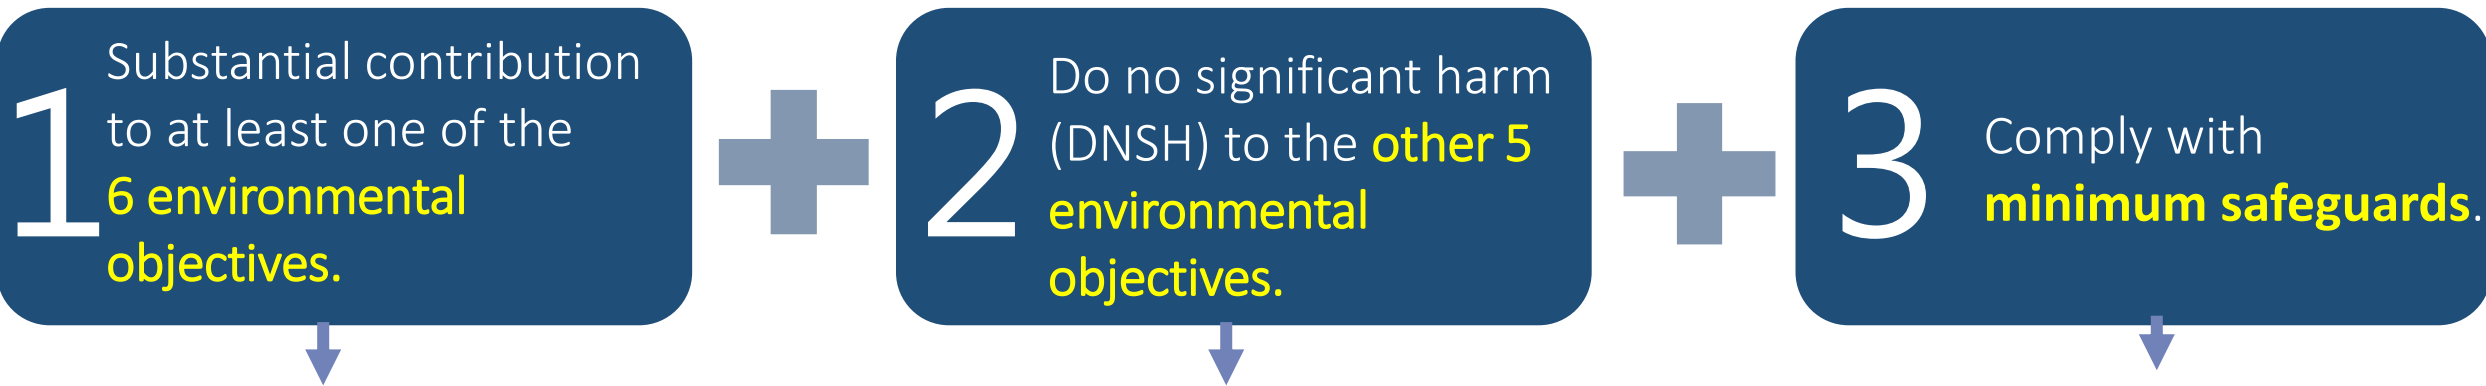 1
Substantial contribution
to at least one of the
6 environmental
objectives.
2
Do no significant harm
(DNSH) to the other 5
environmental
objectives.
3
Comply with
minimum safeguards.